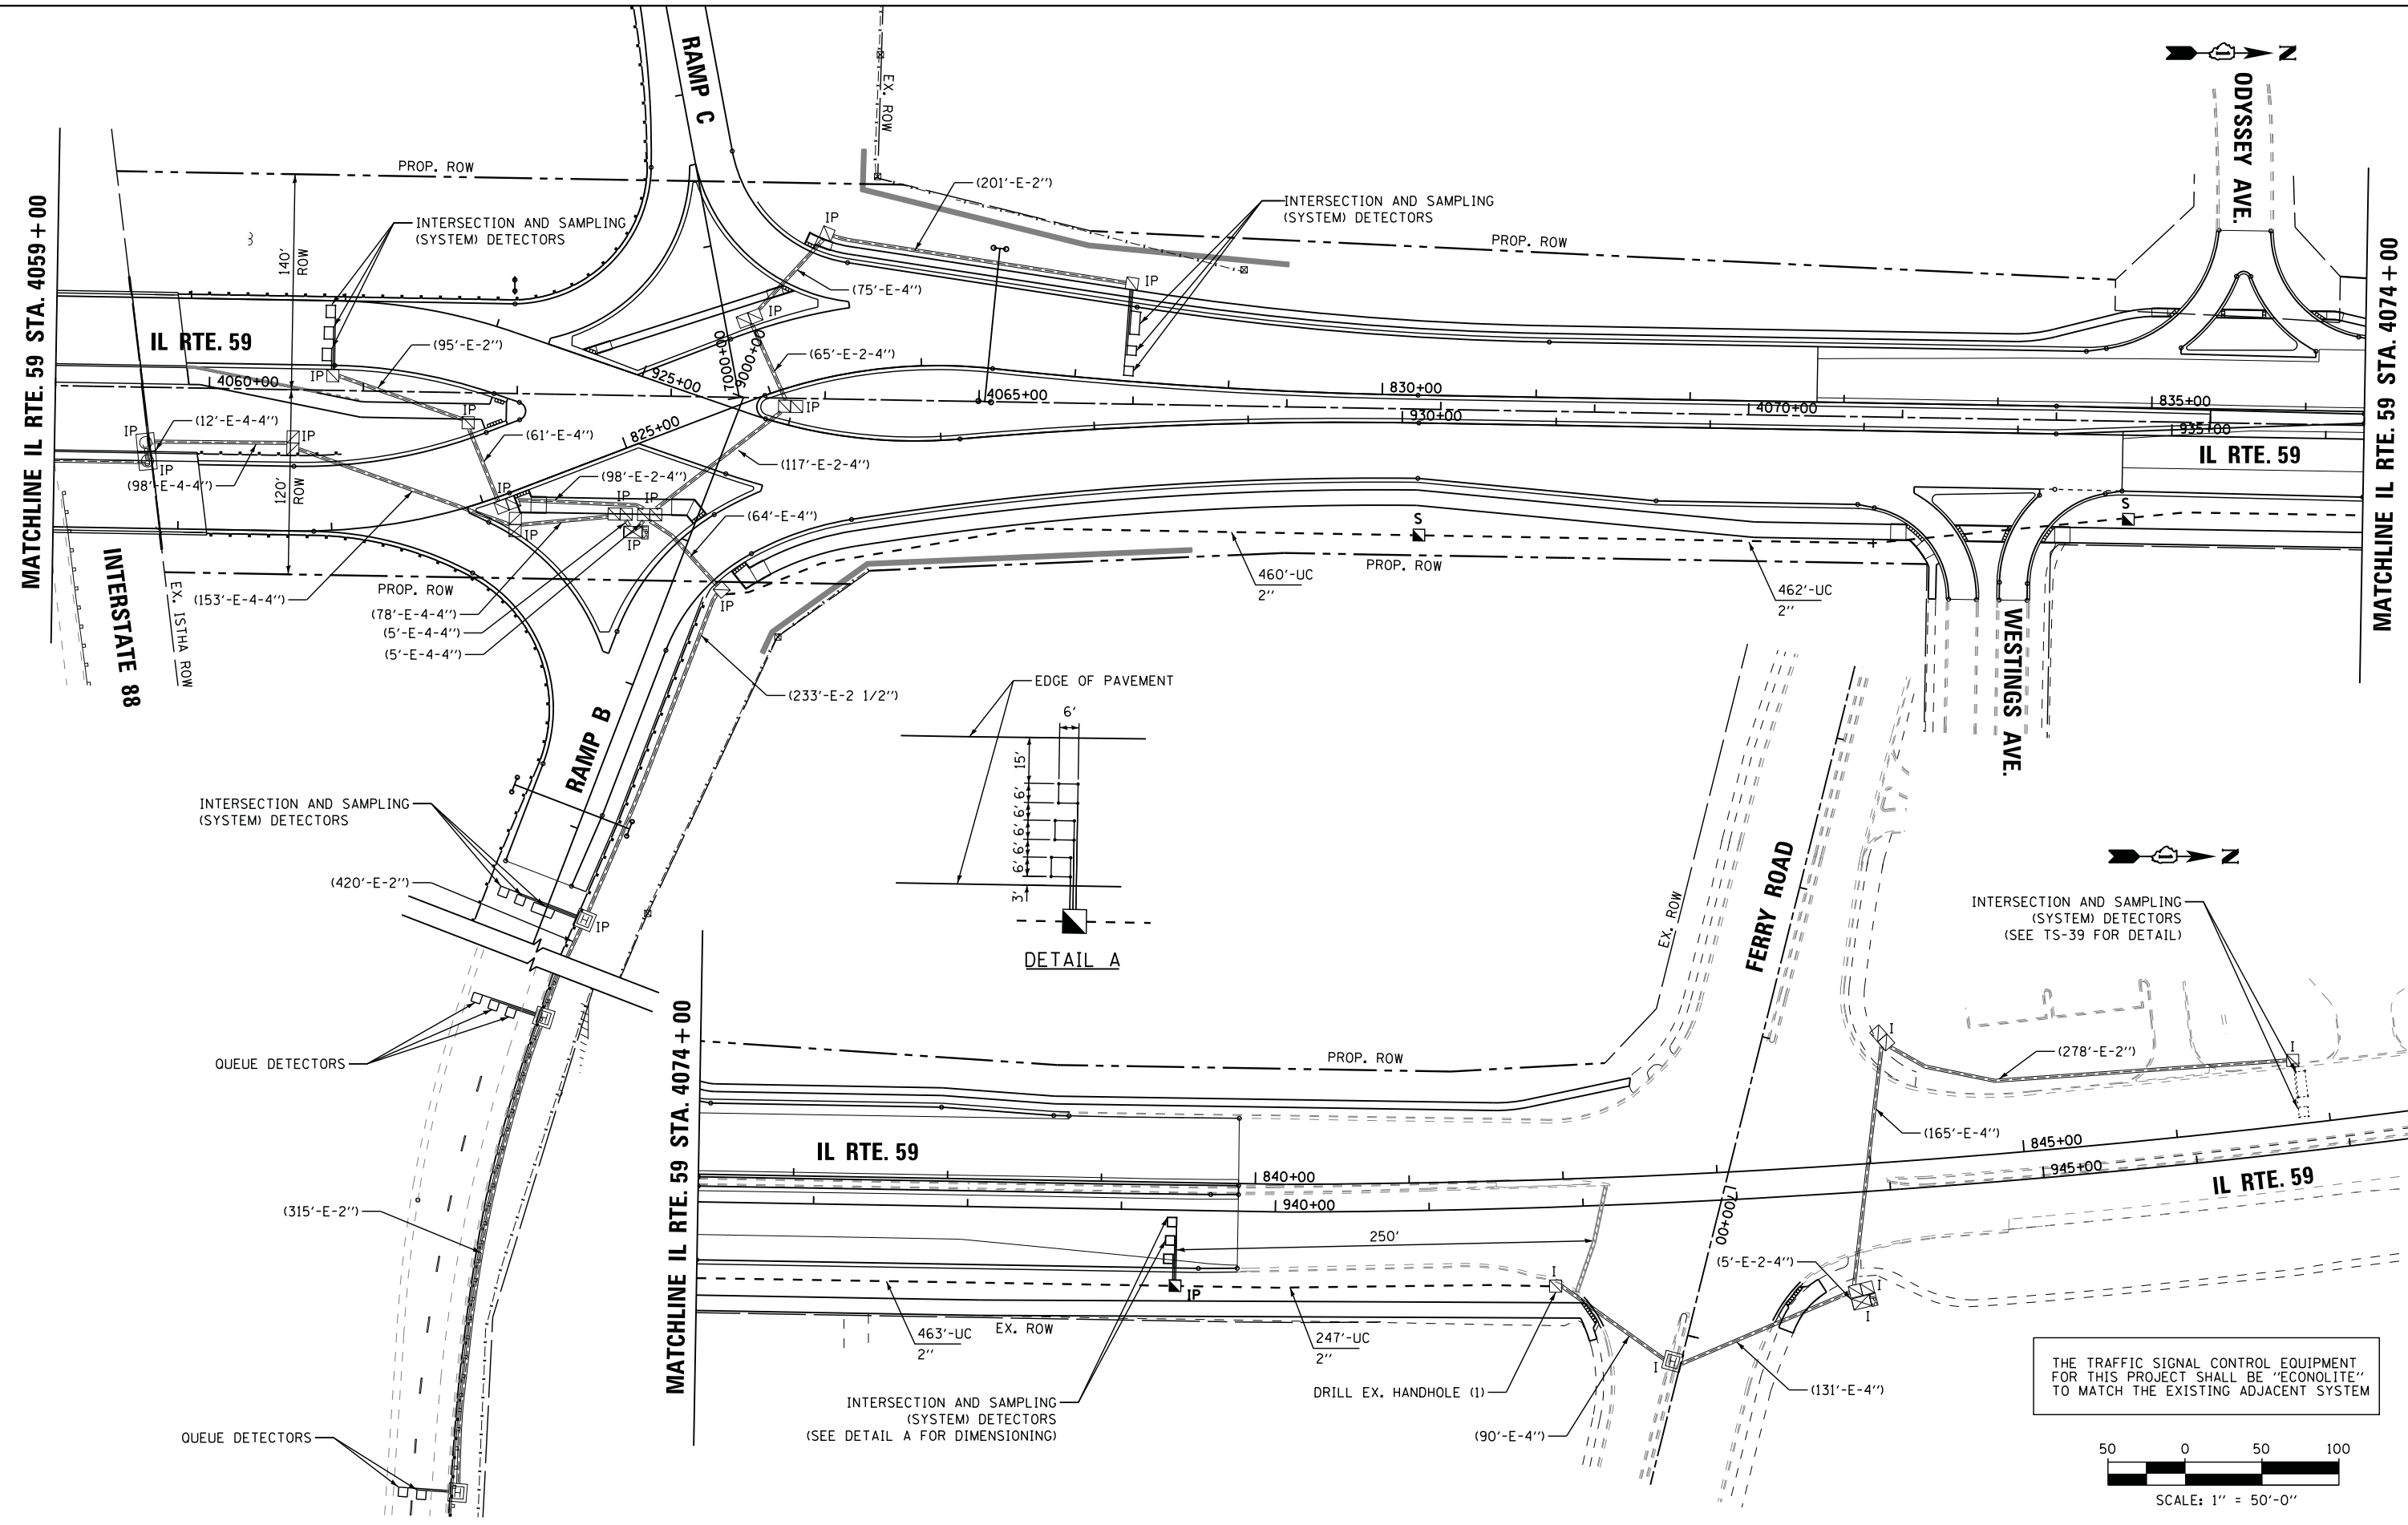 RAMP C
EX. ROW
N
ODYSSEY AVE.
MATCHLINE IL RTE. 59 STA. 4059+00
PROP. ROW
(201'-E-2")
INTERSECTION AND SAMPLING
(SYSTEM) DETECTORS
INTERSECTION AND SAMPLING
(SYSTEM) DETECTORS
PROP. ROW
140'
ROW
IP
IP
(75'-E-4")
IP
IL RTE. 59
(95'-E-2")
(65'-E-2-4")
7000+00
9000+00
MATCHLINE IL RTE. 59 STA. 4074+00
IP
4060+00
925+00
4065+00
830+00
835+00
4070+00
930+00
935+00
IP
IP
IP
(12'-E-4-4")
IP
(61'-E-4")
825+00
IL RTE. 59
(117'-E-2-4")
IP
(98'-E-4-4")
120'
ROW
(98'-E-2-4")
IP
IP
IP
(64'-E-4")
S
S
IP
IP
INTERSTATE 88
EX. ISTHA ROW
PROP. ROW
(153'-E-4-4")
(78'-E-4-4")
(5'-E-4-4")
(5'-E-4-4")
IP
460'-UC
2"
PROP. ROW
462'-UC
2"
WESTINGS AVE.
(233'-E-2 1/2")
RAMP B
EDGE OF PAVEMENT
6'
15'
6'
6'
6'
6'
6'
3'
DETAIL A
INTERSECTION AND SAMPLING
(SYSTEM) DETECTORS
(420'-E-2")
IP
QUEUE DETECTORS
(315'-E-2")
QUEUE DETECTORS
EX. ROW
FERRY ROAD
N
INTERSECTION AND SAMPLING
(SYSTEM) DETECTORS
(SEE TS-39 FOR DETAIL)
MATCHLINE IL RTE. 59 STA. 4074+00
PROP. ROW
I
(278'-E-2")
I
IL RTE. 59
(165'-E-4")
845+00
945+00
IL RTE. 59
840+00
940+00
7000+00
250'
(5'-E-2-4")
I
I
I
IP
463'-UC
2"
EX. ROW
247'-UC
2"
I
DRILL EX. HANDHOLE (1)
(131'-E-4")
(90'-E-4")
INTERSECTION AND SAMPLING
(SYSTEM) DETECTORS
(SEE DETAIL A FOR DIMENSIONING)
THE TRAFFIC SIGNAL CONTROL EQUIPMENT
FOR THIS PROJECT SHALL BE "ECONOLITE"
TO MATCH THE EXISTING ADJACENT SYSTEM
50 0 50 100
SCALE: 1" = 50'-0"